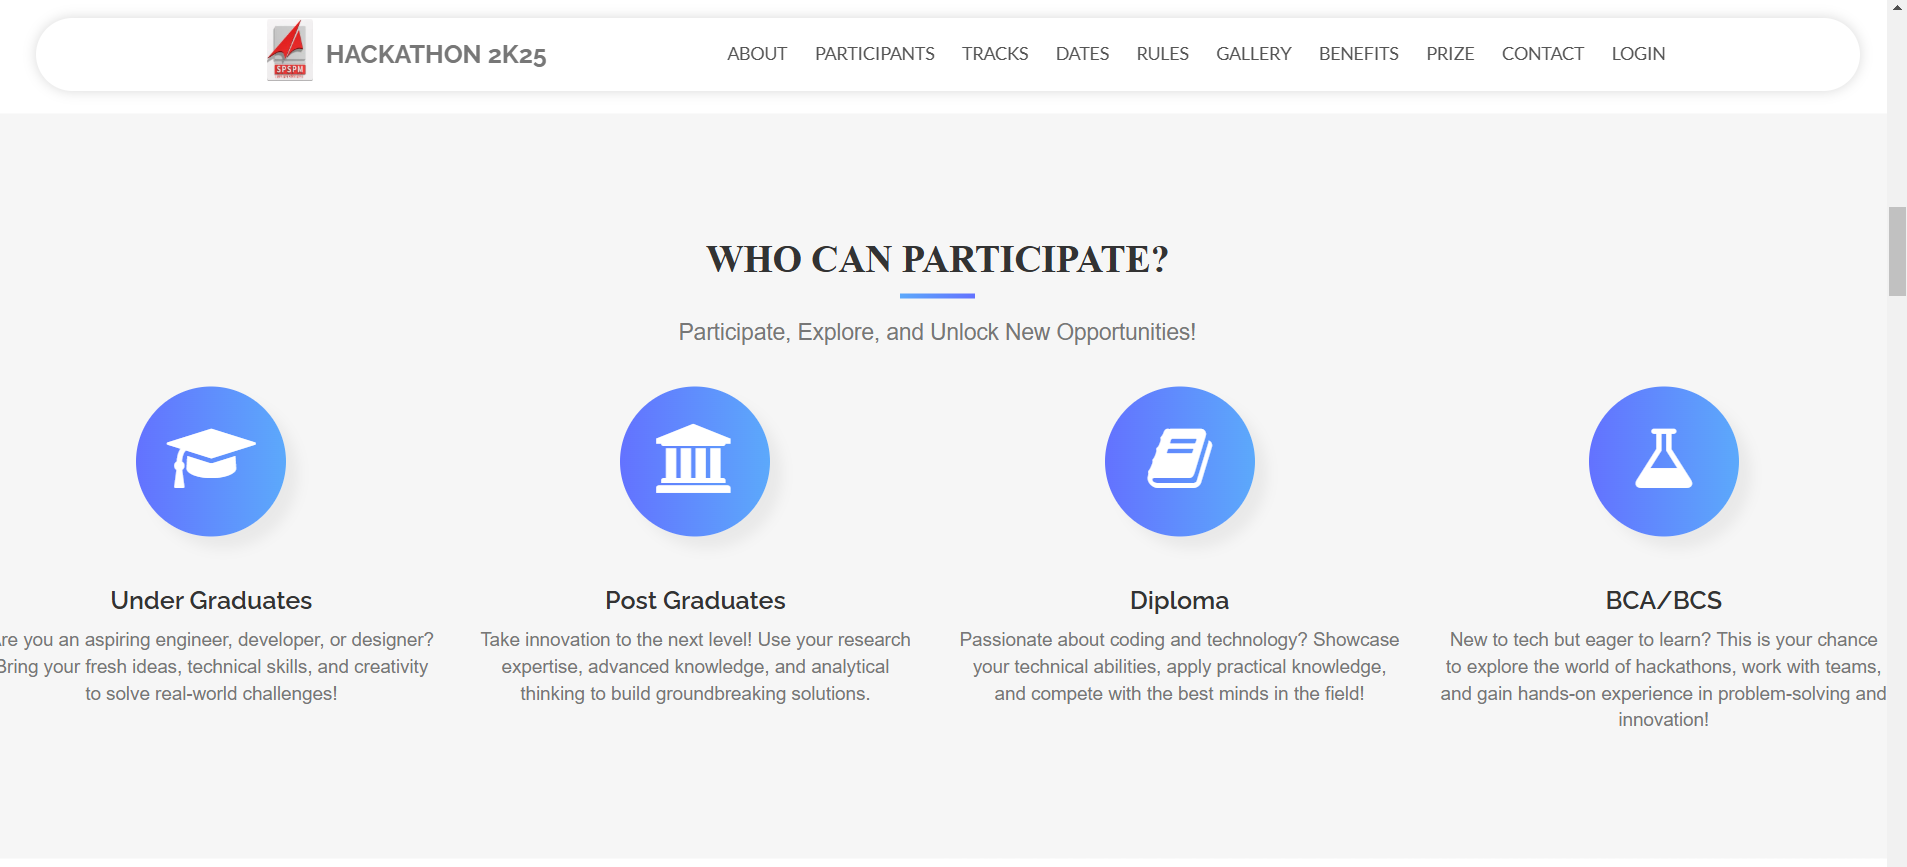 SPSPM
HACKATHON 2K25
ABOUT PARTICIPANTS TRACKS DATES RULES GALLERY BENEFITS PRIZE CONTACT LOGIN
WHO CAN PARTICIPATE?
Participate, Explore, and Unlock New Opportunities!
Under Graduates
re you an aspiring engineer, developer, or designer?
Bring your fresh ideas, technical skills, and creativity
to solve real-world challenges!
Post Graduates
Take innovation to the next level! Use your research
expertise, advanced knowledge, and analytical
thinking to build groundbreaking solutions.
Diploma
Passionate about coding and technology? Showcase
your technical abilities, apply practical knowledge,
and compete with the best minds in the field!
BCA/BCS
New to tech but eager to learn? This is your chance
to explore the world of hackathons, work with teams,
and gain hands-on experience in problem-solving and
innovation!